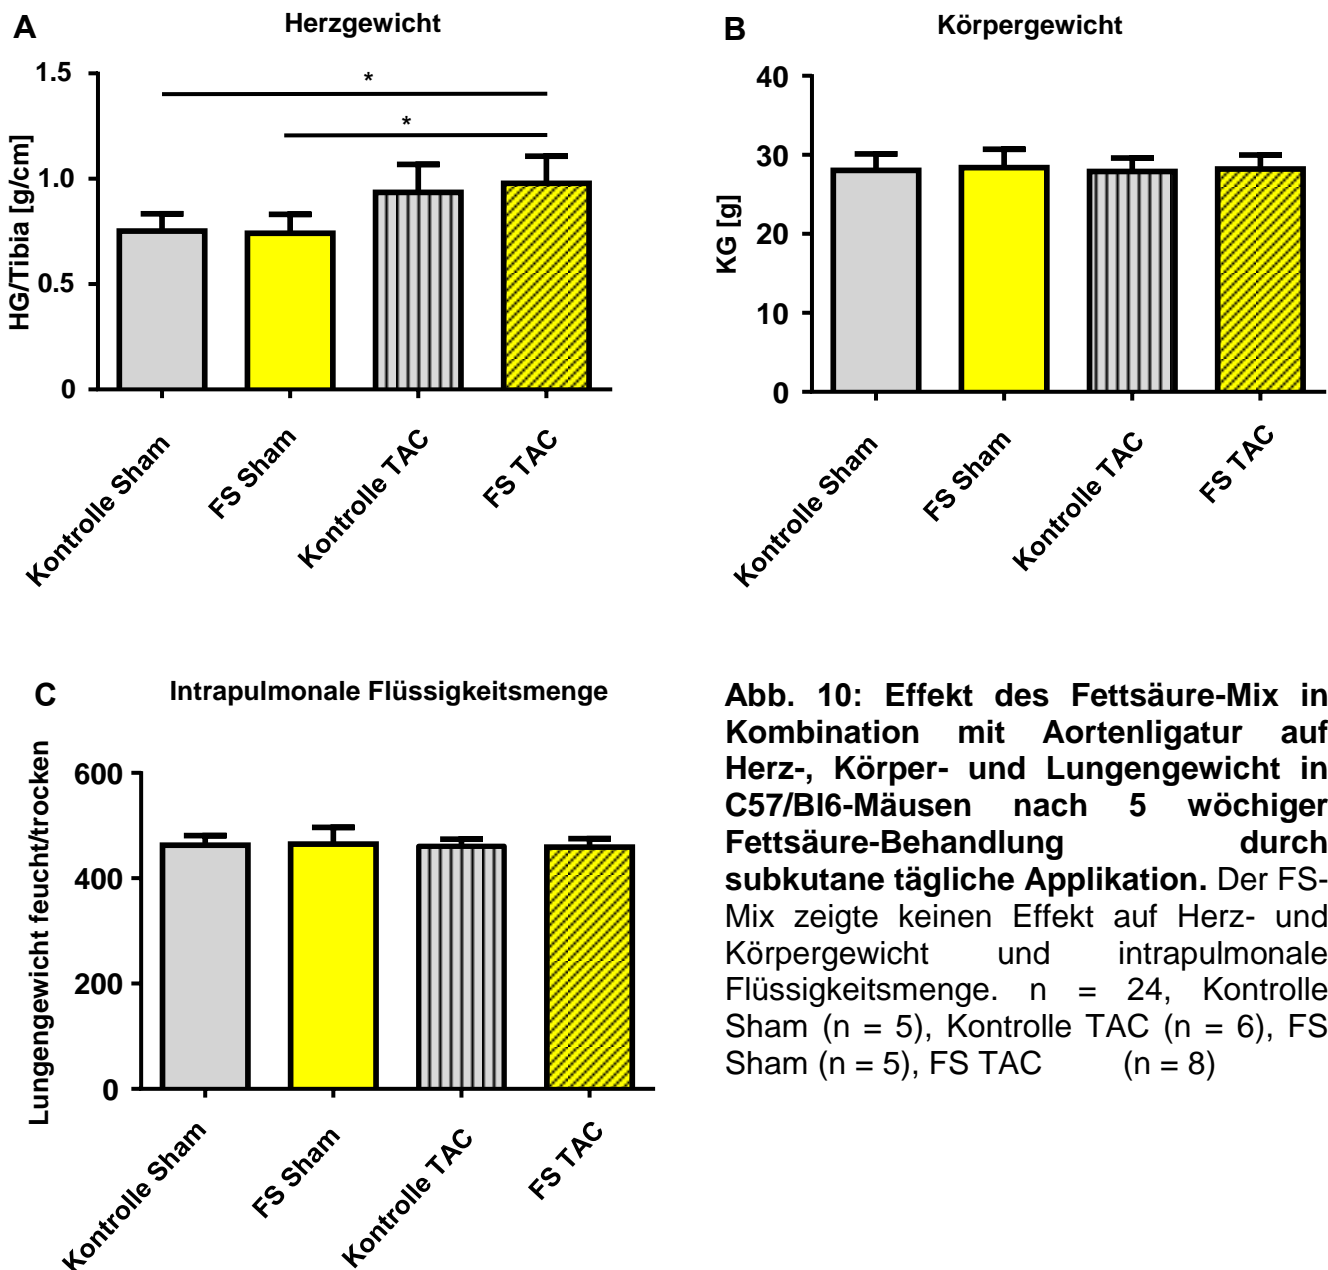 A
Herzgewicht
HG/Tibia [g/cm]
1.5
1.0
0.5
0
*
*
Kontrolle Sham
FS Sham
Kontrolle TAC
FS TAC
B
Körpergewicht
KG [g]
40
30
20
10
0
Kontrolle Sham
FS Sham
Kontrolle TAC
FS TAC
C
Intrapulmonale Flüssigkeitsmenge
Lungengewicht feucht/trocken
600
400
200
0
Kontrolle Sham
FS Sham
Kontrolle TAC
FS TAC
Abb. 10: Effekt des Fettsäure-Mix in
Kombination mit Aortenligatur auf
Herz-, Körper- und Lungengewicht in
C57/Bl6-Mäusen nach 5 wöchiger
Fettsäure-Behandlung durch
subkutane tägliche Applikation. Der FS-
Mix zeigte keinen Effekt auf Herz- und
Körpergewicht und intrapulmonale
Flüssigkeitsmenge. n = 24, Kontrolle
Sham (n = 5), Kontrolle TAC (n = 6), FS
Sham (n = 5), FS TAC (n = 8)